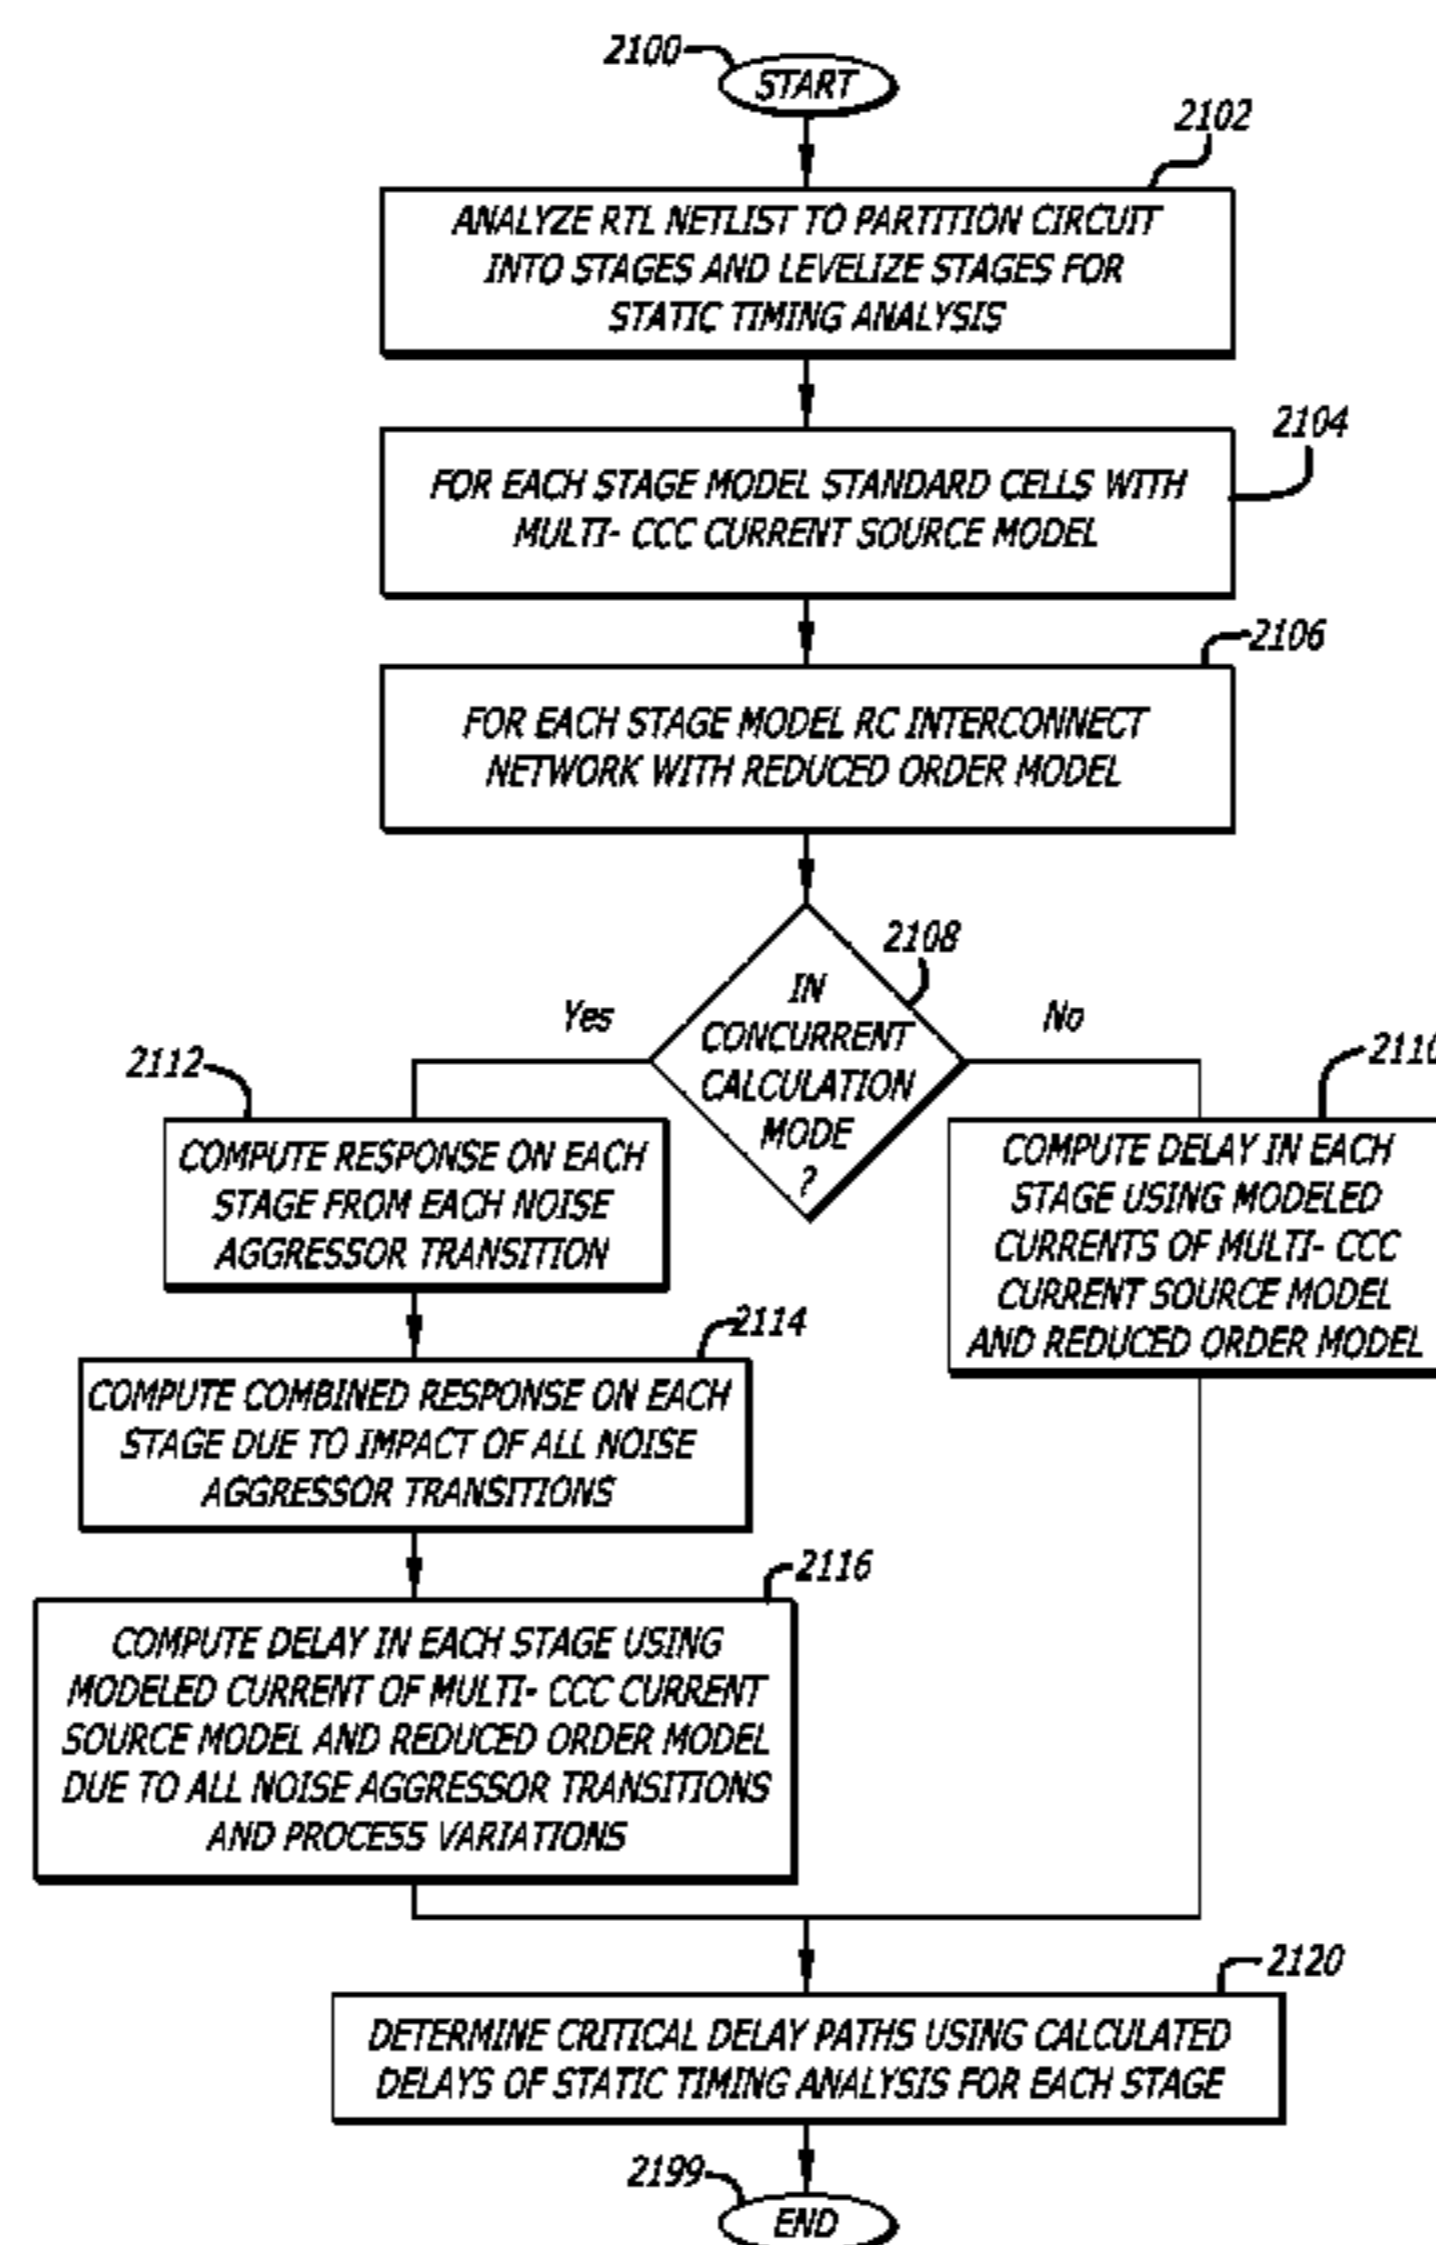 2100
START
2102
ANALYZE RTL NETLIST TO PARTITION CIRCUIT
INTO STAGES AND LEVELIZE STAGES FOR
STATIC TIMING ANALYSIS
2104
FOR EACH STAGE MODEL STANDARD CELLS WITH
MULTI- CCC CURRENT SOURCE MODEL
2106
FOR EACH STAGE MODEL RC INTERCONNECT
NETWORK WITH REDUCED ORDER MODEL
2108
IN
CONCURRENT
CALCULATION
MODE
?
Yes
No
2112
COMPUTE RESPONSE ON EACH
STAGE FROM EACH NOISE
AGGRESSOR TRANSITION
2110
COMPUTE DELAY IN EACH
STAGE USING MODELED
CURRENTS OF MULTI- CCC
CURRENT SOURCE MODEL
AND REDUCED ORDER MODEL
2114
COMPUTE COMBINED RESPONSE ON EACH
STAGE DUE TO IMPACT OF ALL NOISE
AGGRESSOR TRANSITIONS
2116
COMPUTE DELAY IN EACH STAGE USING
MODELED CURRENT OF MULTI- CCC CURRENT
SOURCE MODEL AND REDUCED ORDER MODEL
DUE TO ALL NOISE AGGRESSOR TRANSITIONS
AND PROCESS VARIATIONS
2120
DETERMINE CRITICAL DELAY PATHS USING CALCULATED
DELAYS OF STATIC TIMING ANALYSIS FOR EACH STAGE
2199
END